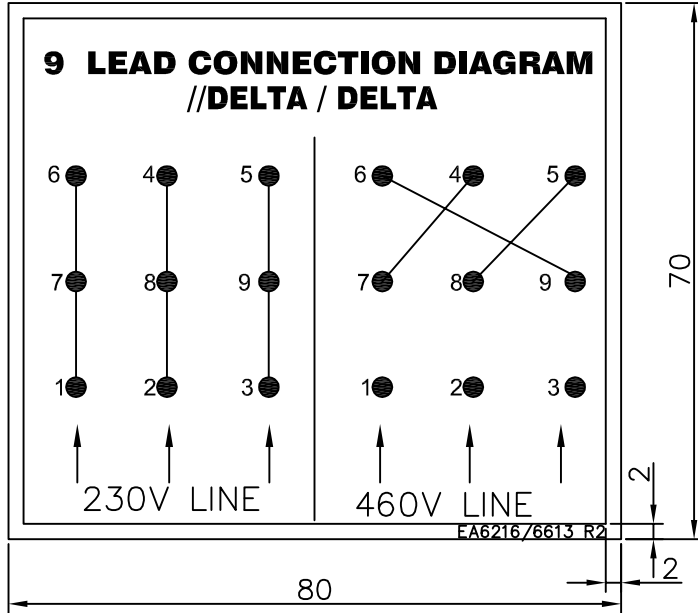 9 LEAD CONNECTION DIAGRAM
//DELTA / DELTA
6 4 5 6 4 5
7 8 9 7 8 9
1 2 3 1 2 3
230V LINE 460V LINE
EA6216/6613 R2
70
2
2
80